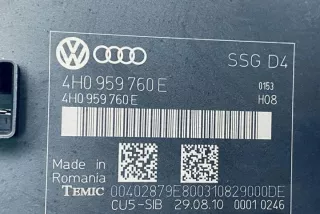 SSG D4
4H0 959 760 E
0153
4H0 959 760 E
H08
Made in
Romania
TEMIC
00402879E800310829000DE
CU5-SIB 29.08.10 0001 0246